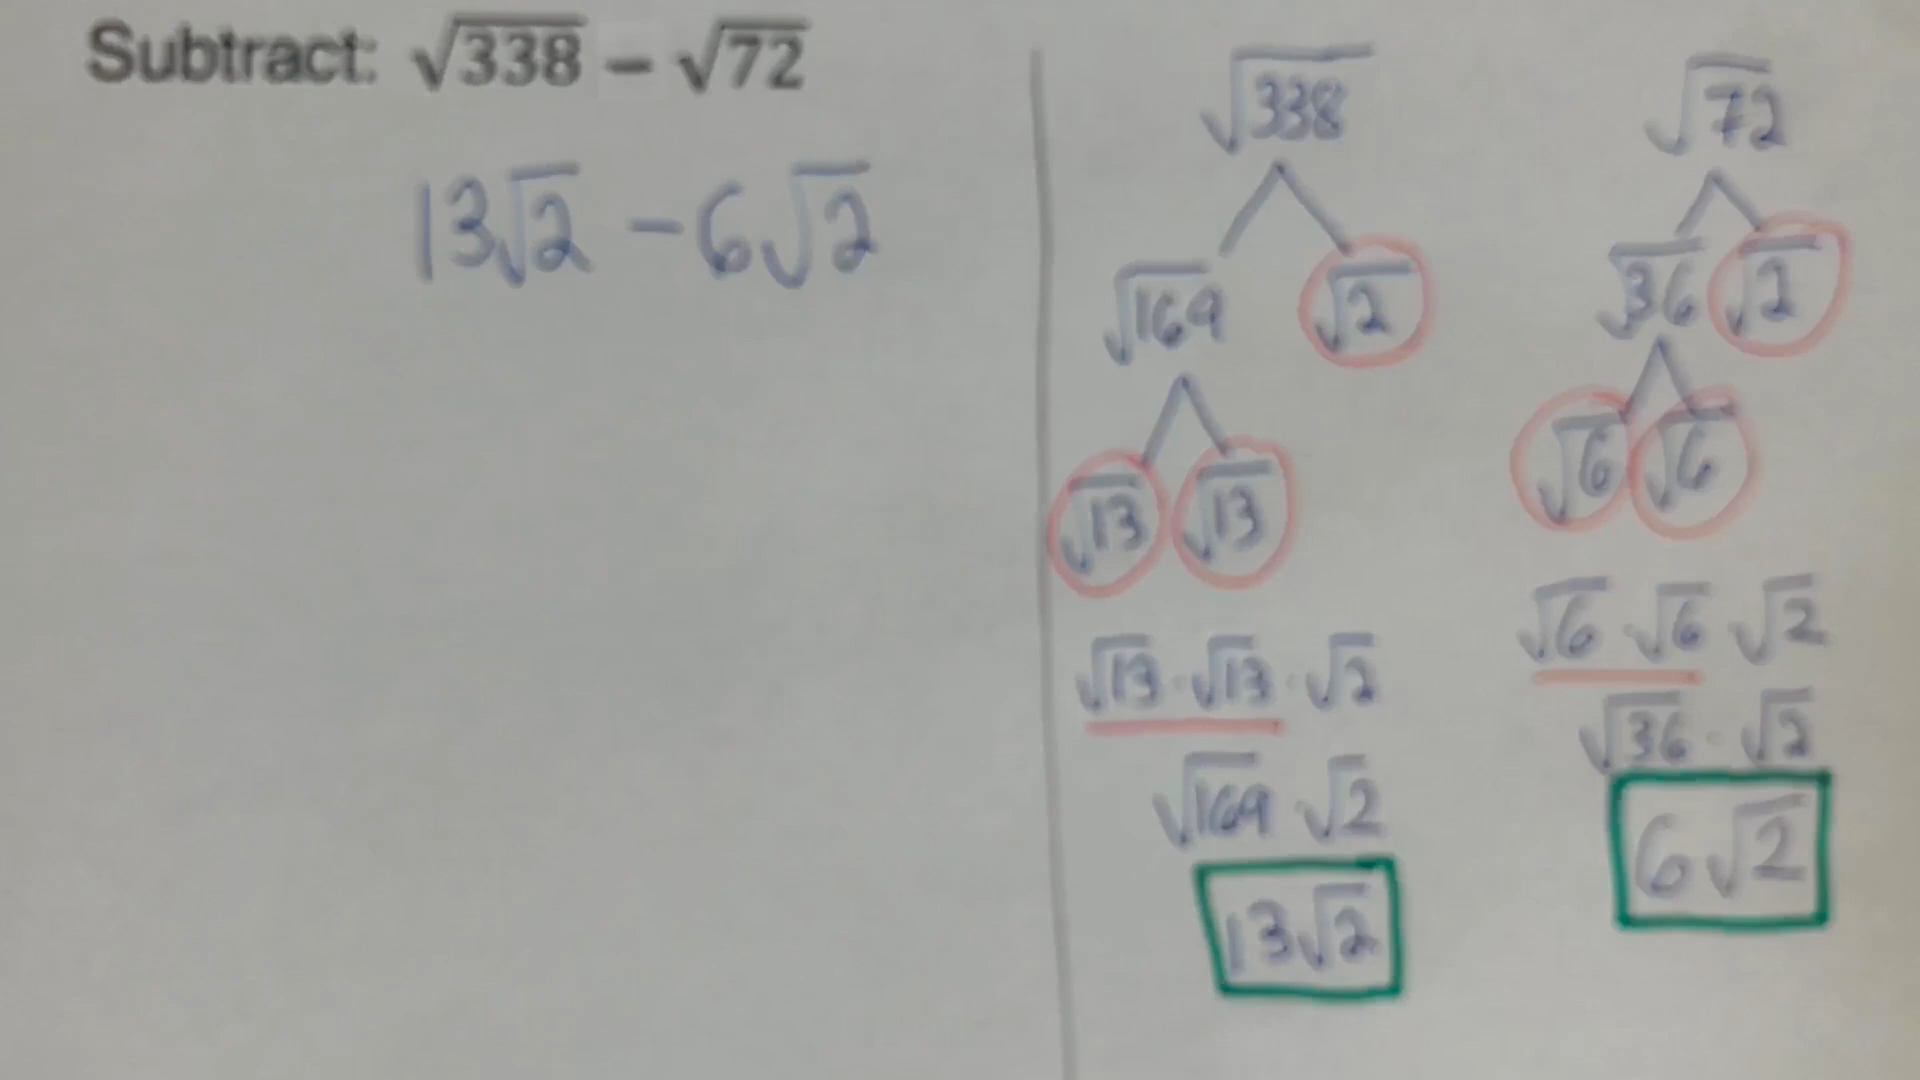 Subtract: √338 − √72
13√2 − 6√2
√338
√169 √2
√13 √13
√13 · √13 · √2
√169 · √2
13√2
√72
√36 √2
√6 √6
√6 · √6 √2
√36 · √2
6√2